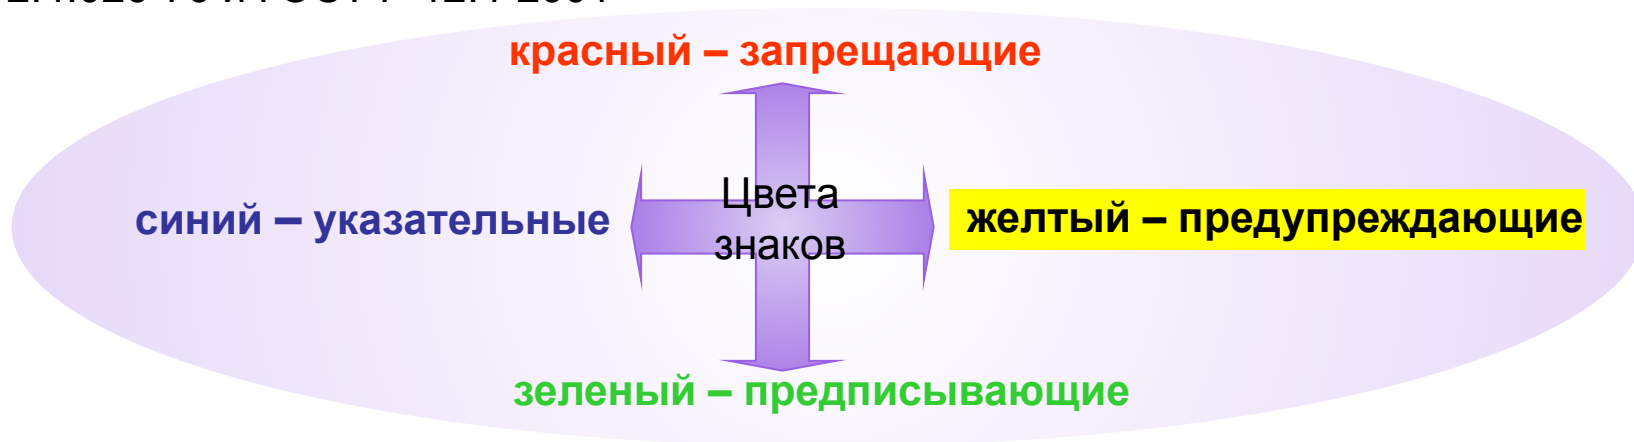 красный – запрещающие
Цвета
знаков
синий – указательные
желтый – предупреждающие
зеленый – предписывающие